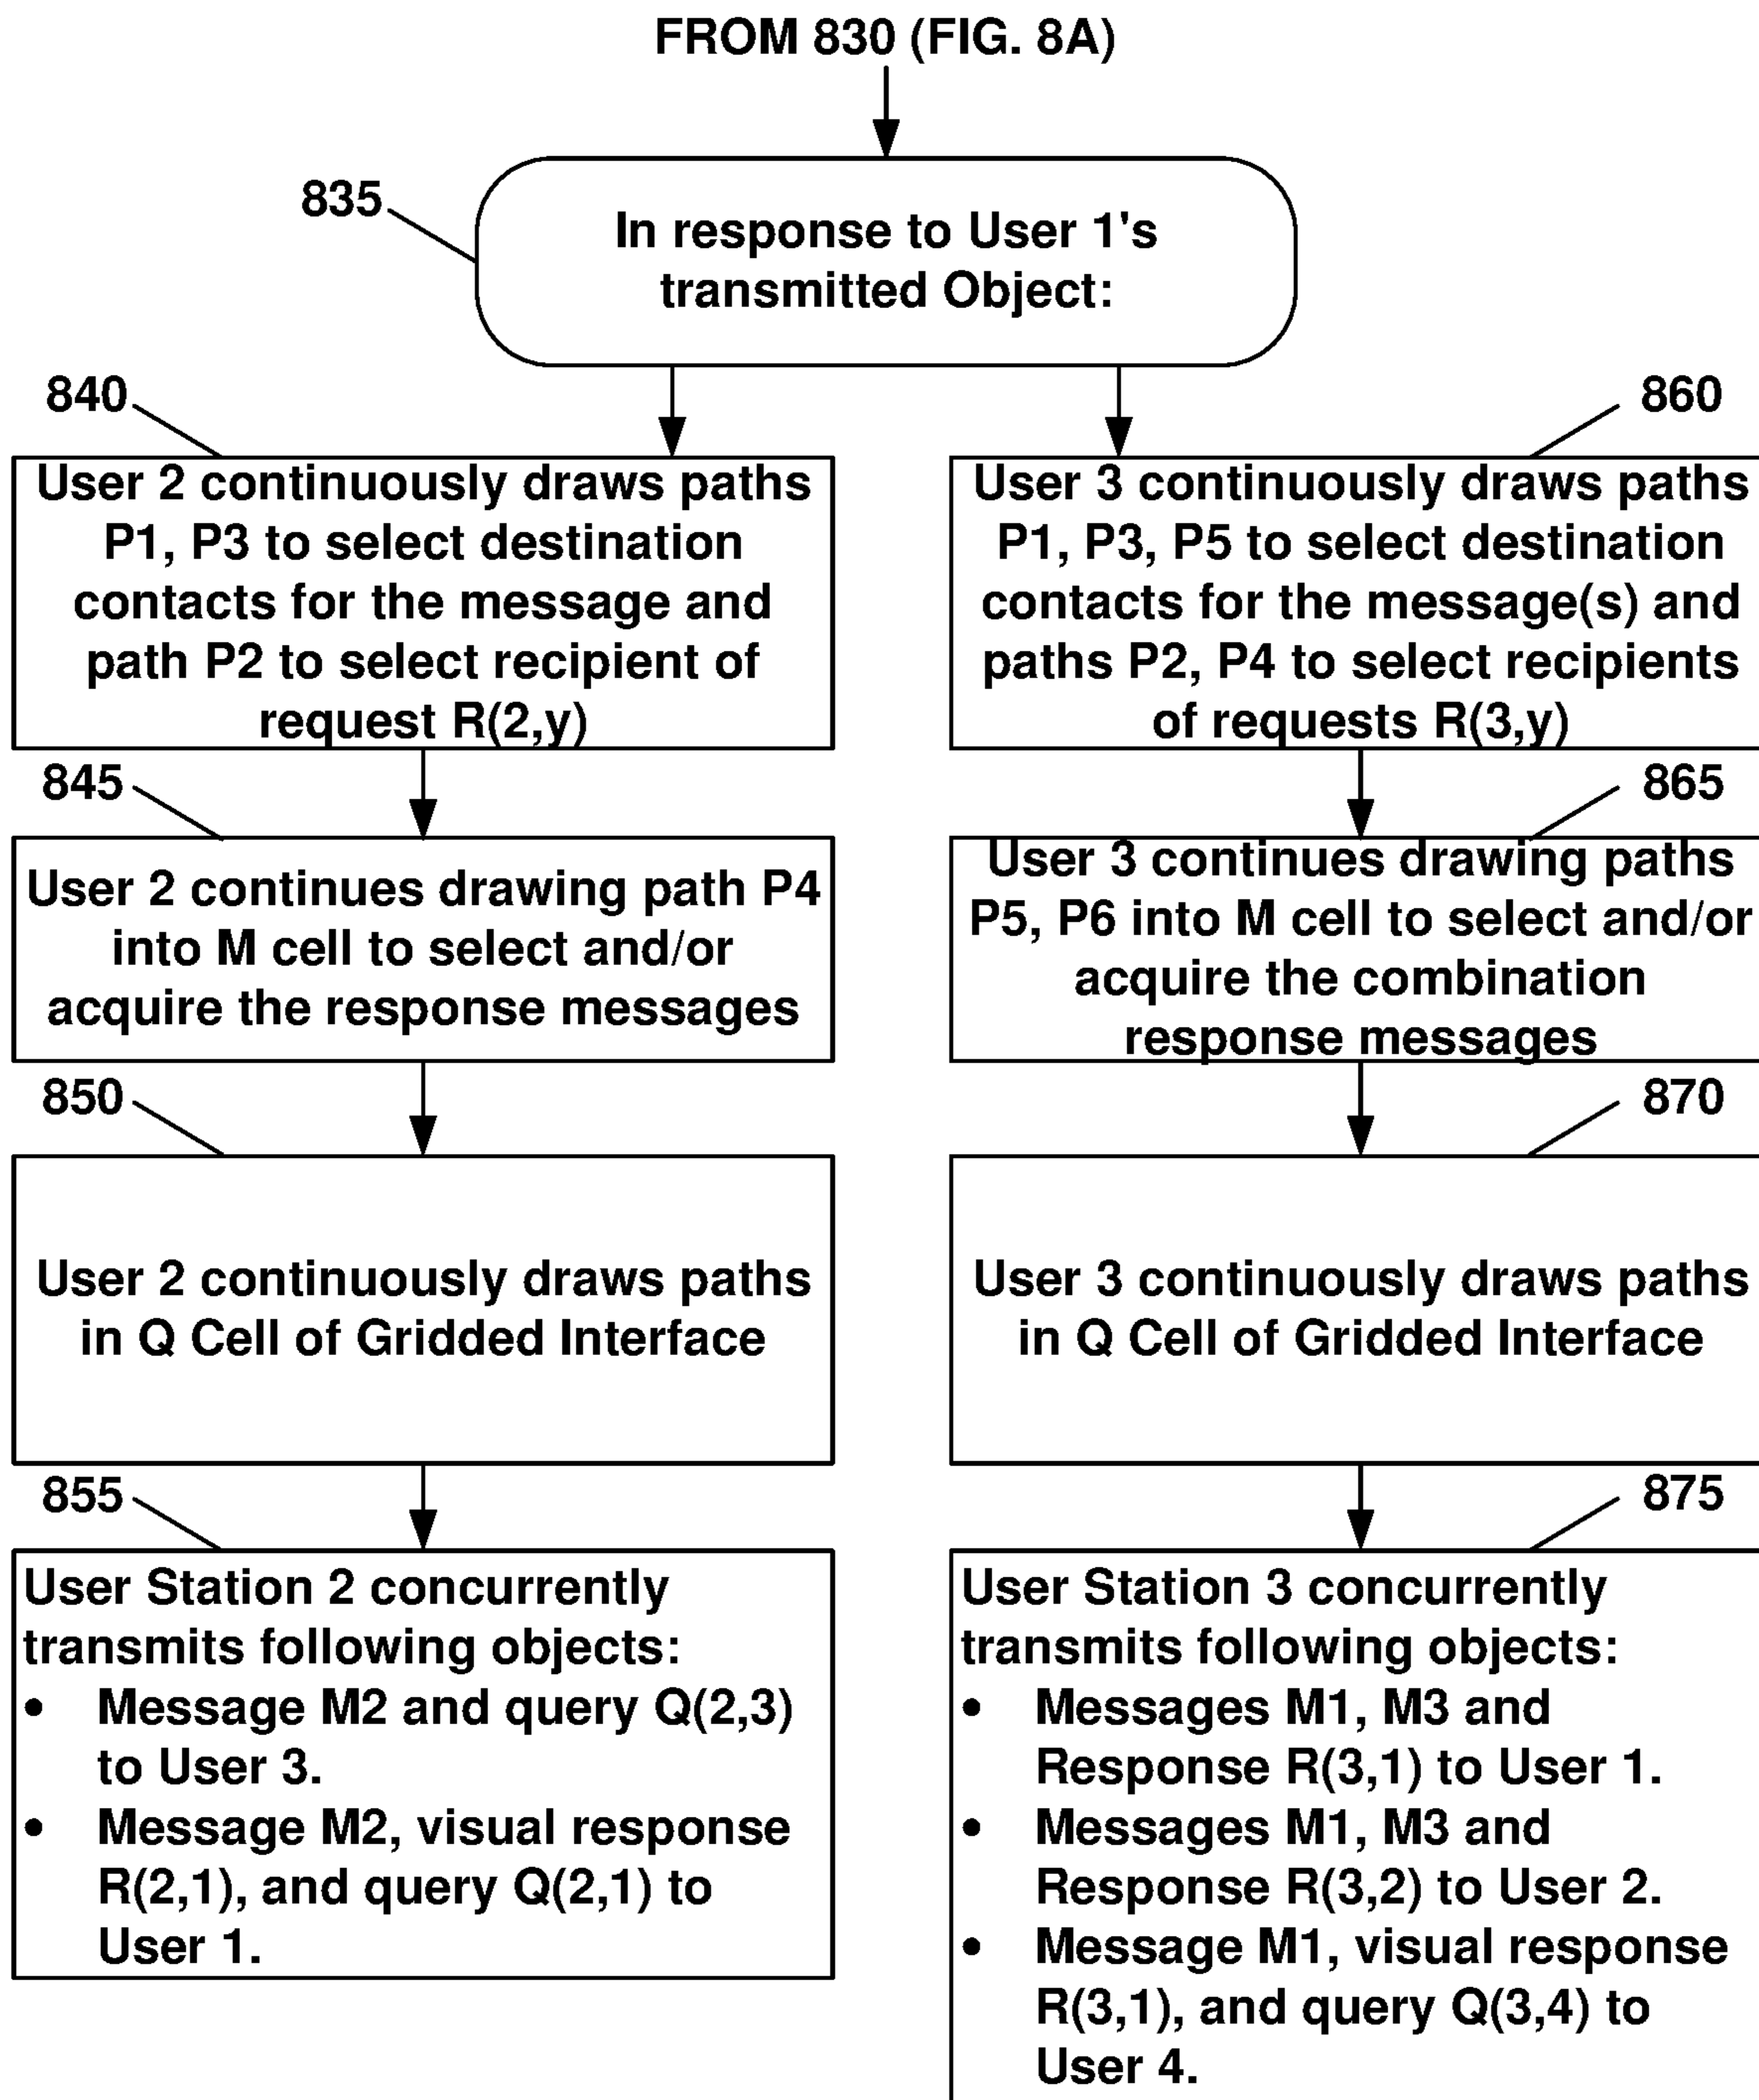 FROM 830 (FIG. 8A)
835
In response to User 1's
transmitted Object:
840
User 2 continuously draws paths
P1, P3 to select destination
contacts for the message and
path P2 to select recipient of
request R(2,y)
845
User 2 continues drawing path P4
into M cell to select and/or
acquire the response messages
850
User 2 continuously draws paths
in Q Cell of Gridded Interface
855
User Station 2 concurrently
transmits following objects:
• Message M2 and query Q(2,3)
to User 3.
• Message M2, visual response
R(2,1), and query Q(2,1) to
User 1.
860
User 3 continuously draws paths
P1, P3, P5 to select destination
contacts for the message(s) and
paths P2, P4 to select recipients
of requests R(3,y)
865
User 3 continues drawing paths
P5, P6 into M cell to select and/or
acquire the combination
response messages
870
User 3 continuously draws paths
in Q Cell of Gridded Interface
875
User Station 3 concurrently
transmits following objects:
• Messages M1, M3 and
Response R(3,1) to User 1.
• Messages M1, M3 and
Response R(3,2) to User 2.
• Message M1, visual response
R(3,1), and query Q(3,4) to
User 4.